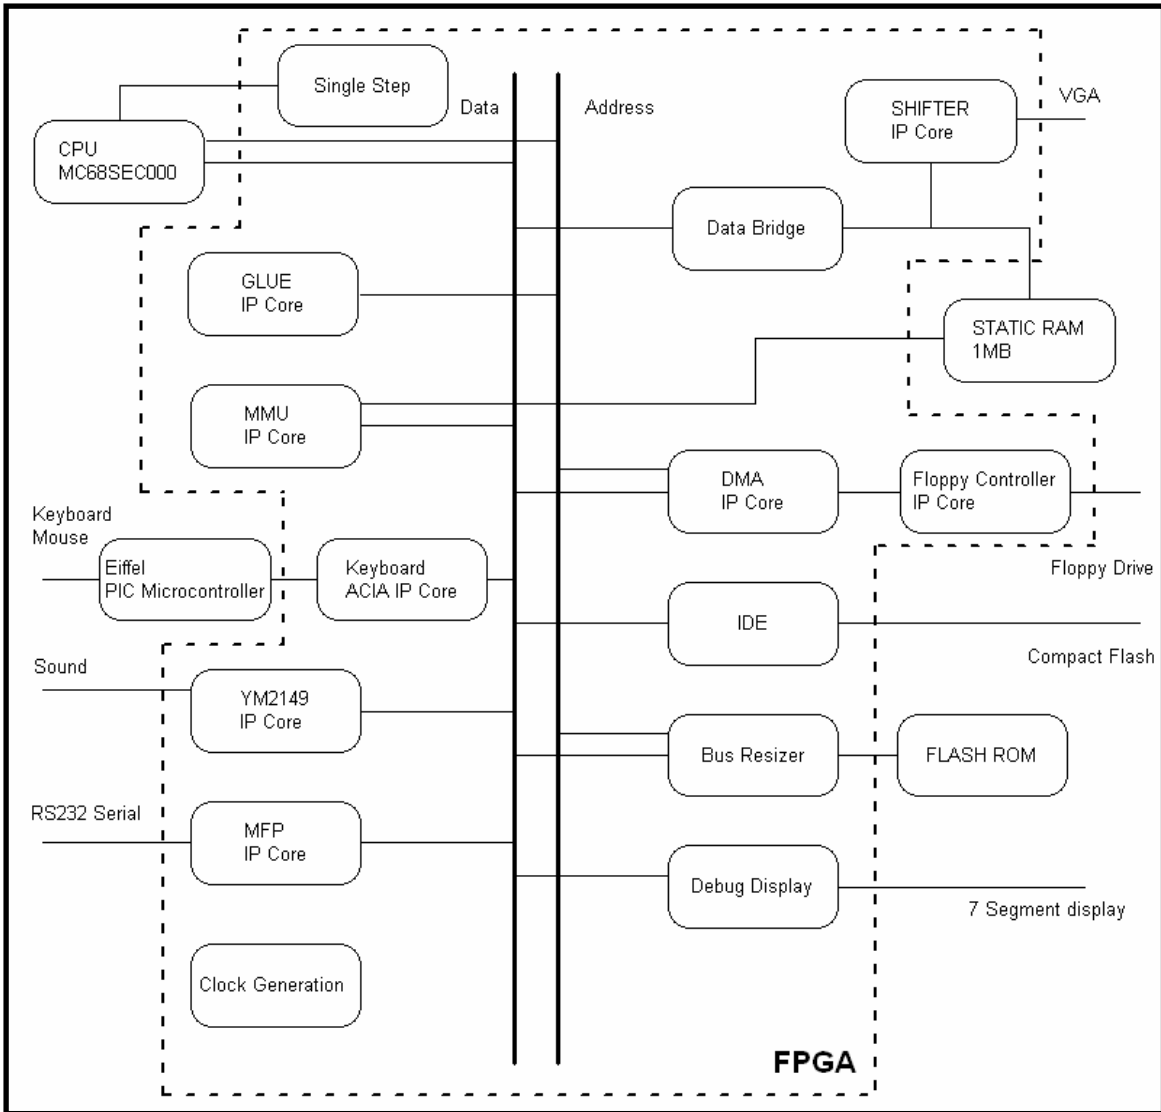 Single Step
Data
Address
SHIFTER
IP Core
VGA
CPU
MC68SEC000
Data Bridge
GLUE
IP Core
STATIC RAM
1MB
MMU
IP Core
DMA
IP Core
Floppy Controller
IP Core
Keyboard
Mouse
Eiffel
PIC Microcontroller
Keyboard
ACIA IP Core
Floppy Drive
IDE
Compact Flash
Sound
YM2149
IP Core
Bus Resizer
FLASH ROM
RS232 Serial
MFP
IP Core
Debug Display
7 Segment display
Clock Generation
FPGA